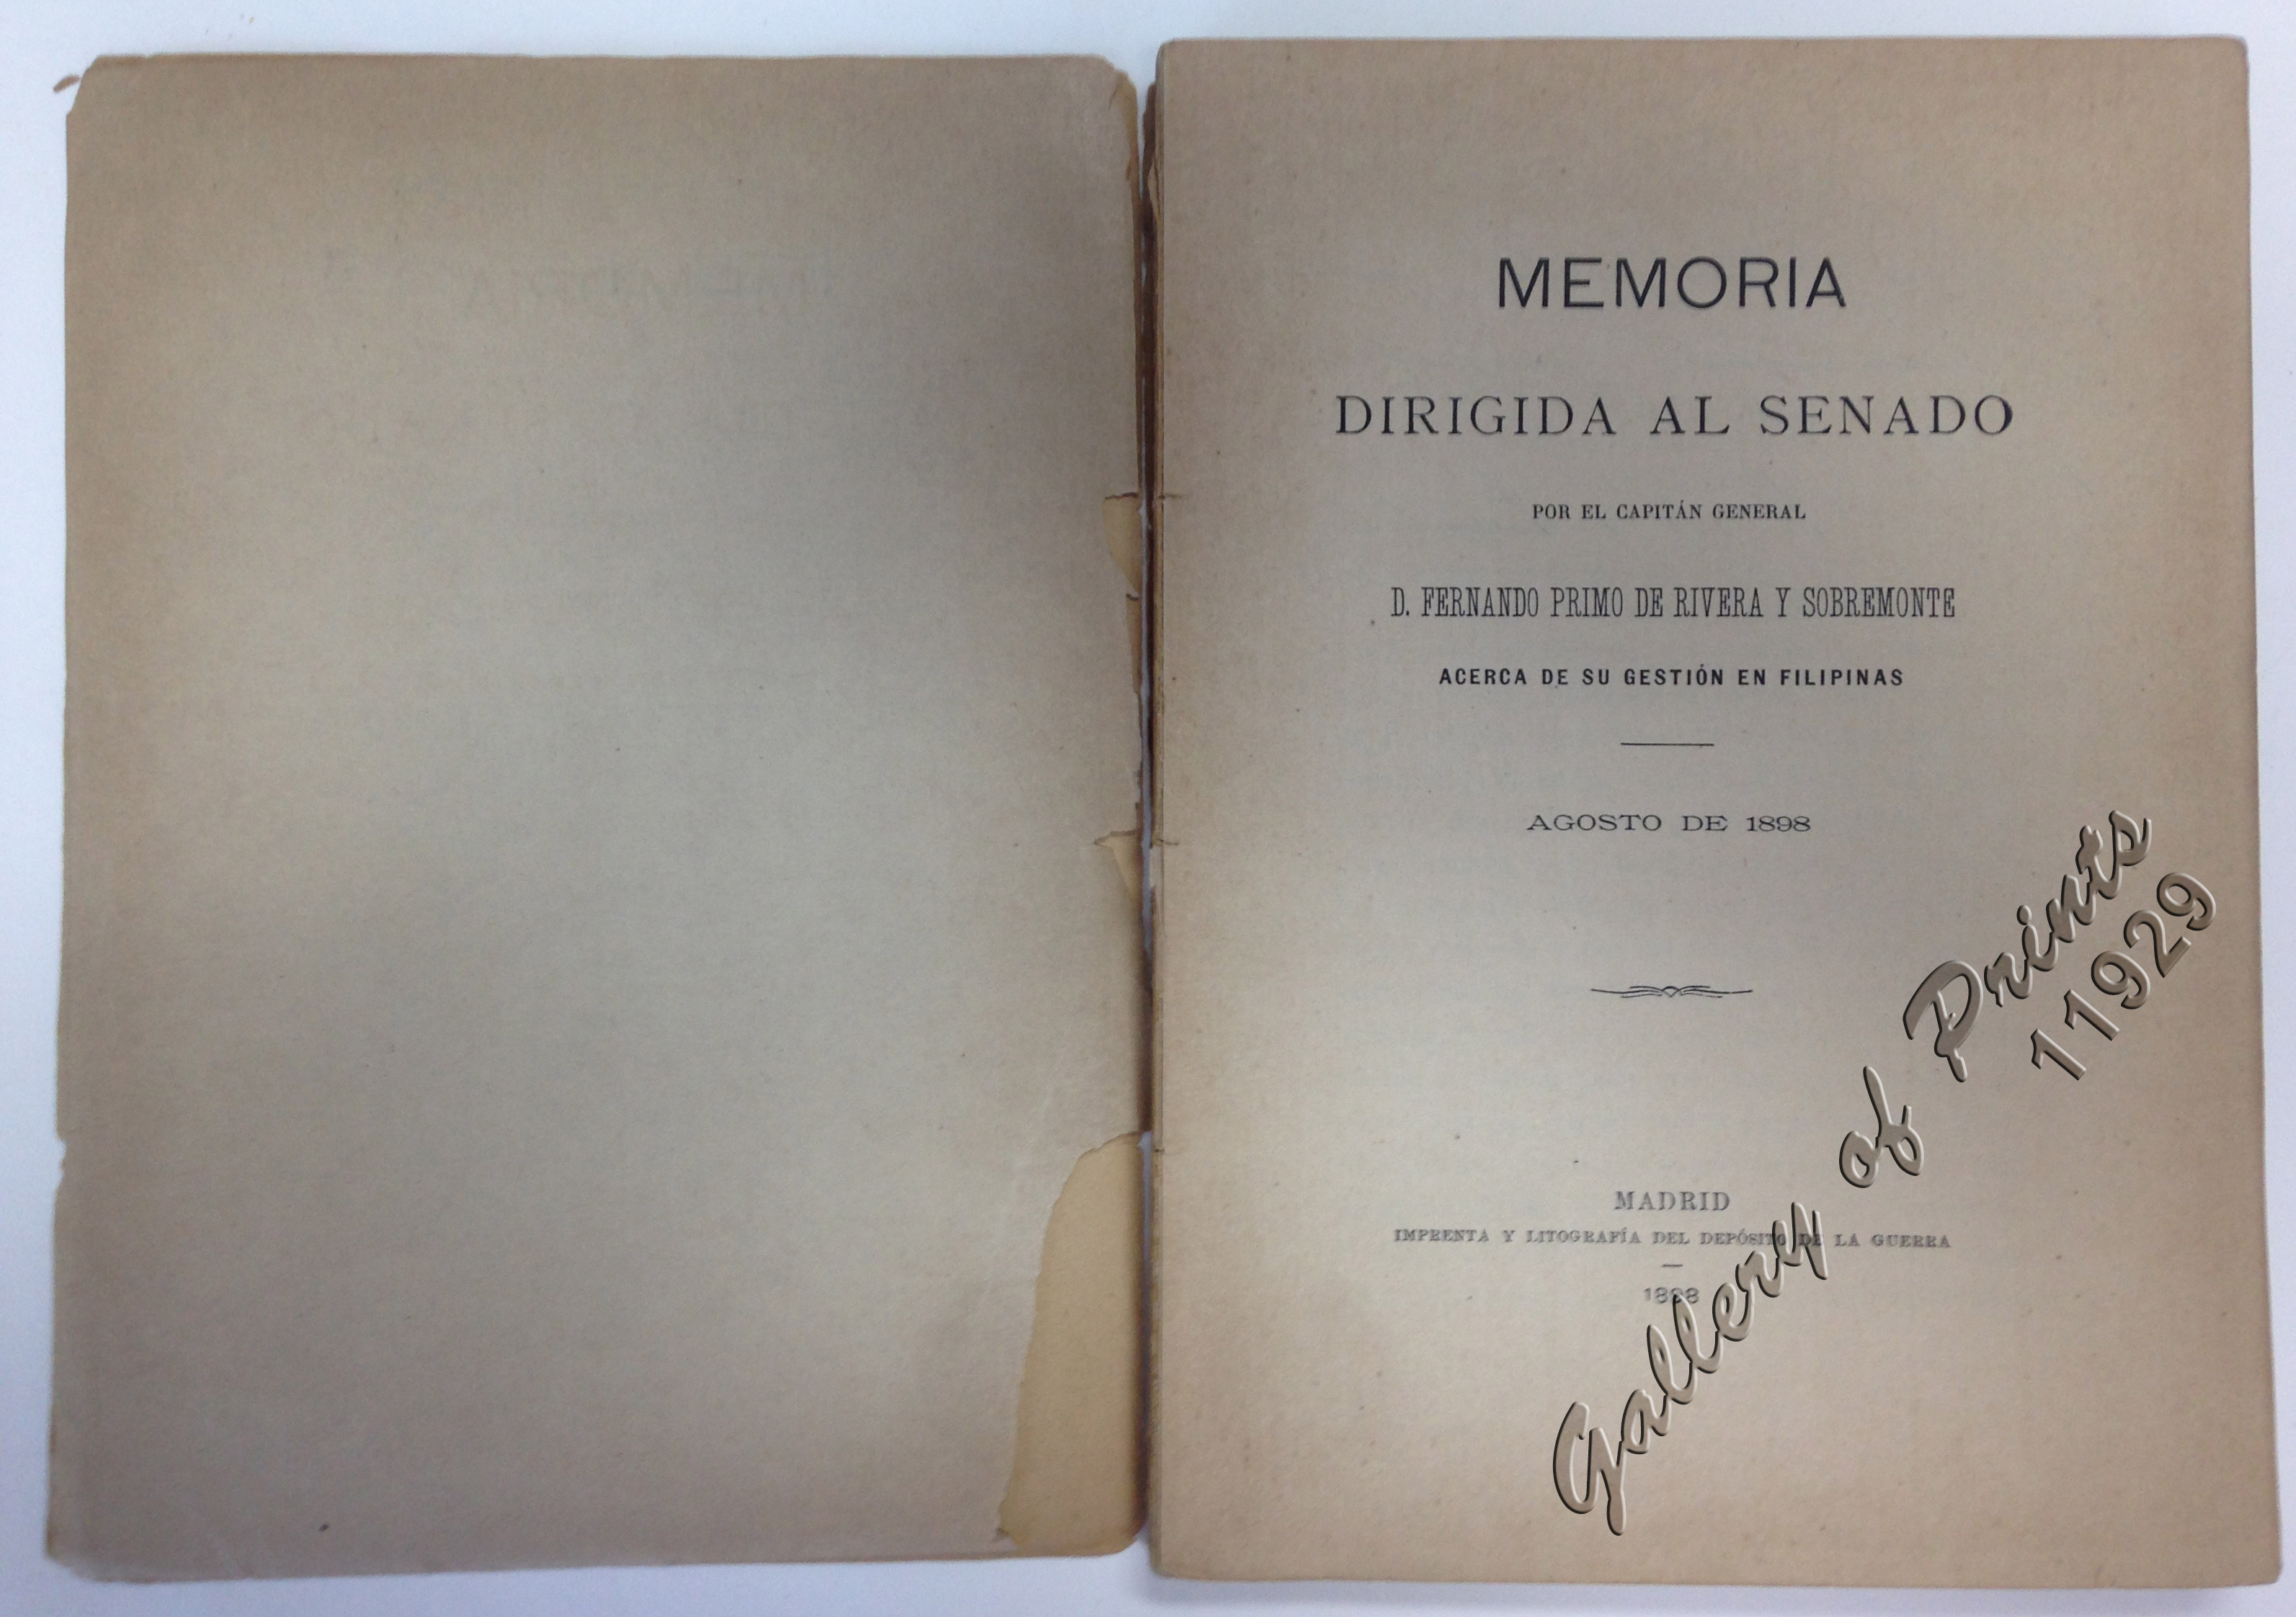 MEMORIA
DIRIGIDA AL SENADO
POR EL CAPITÁN GENERAL
D. FERNANDO PRIMO DE RIVERA Y SOBREMONTE
ACERCA DE SU GESTIÓN EN FILIPINAS
AGOSTO DE 1898
MADRID
IMPRENTA Y LITOGRAFÍA DEL DEPÓSITO DE LA GUERRA
1898
Gallery of Prints
11929